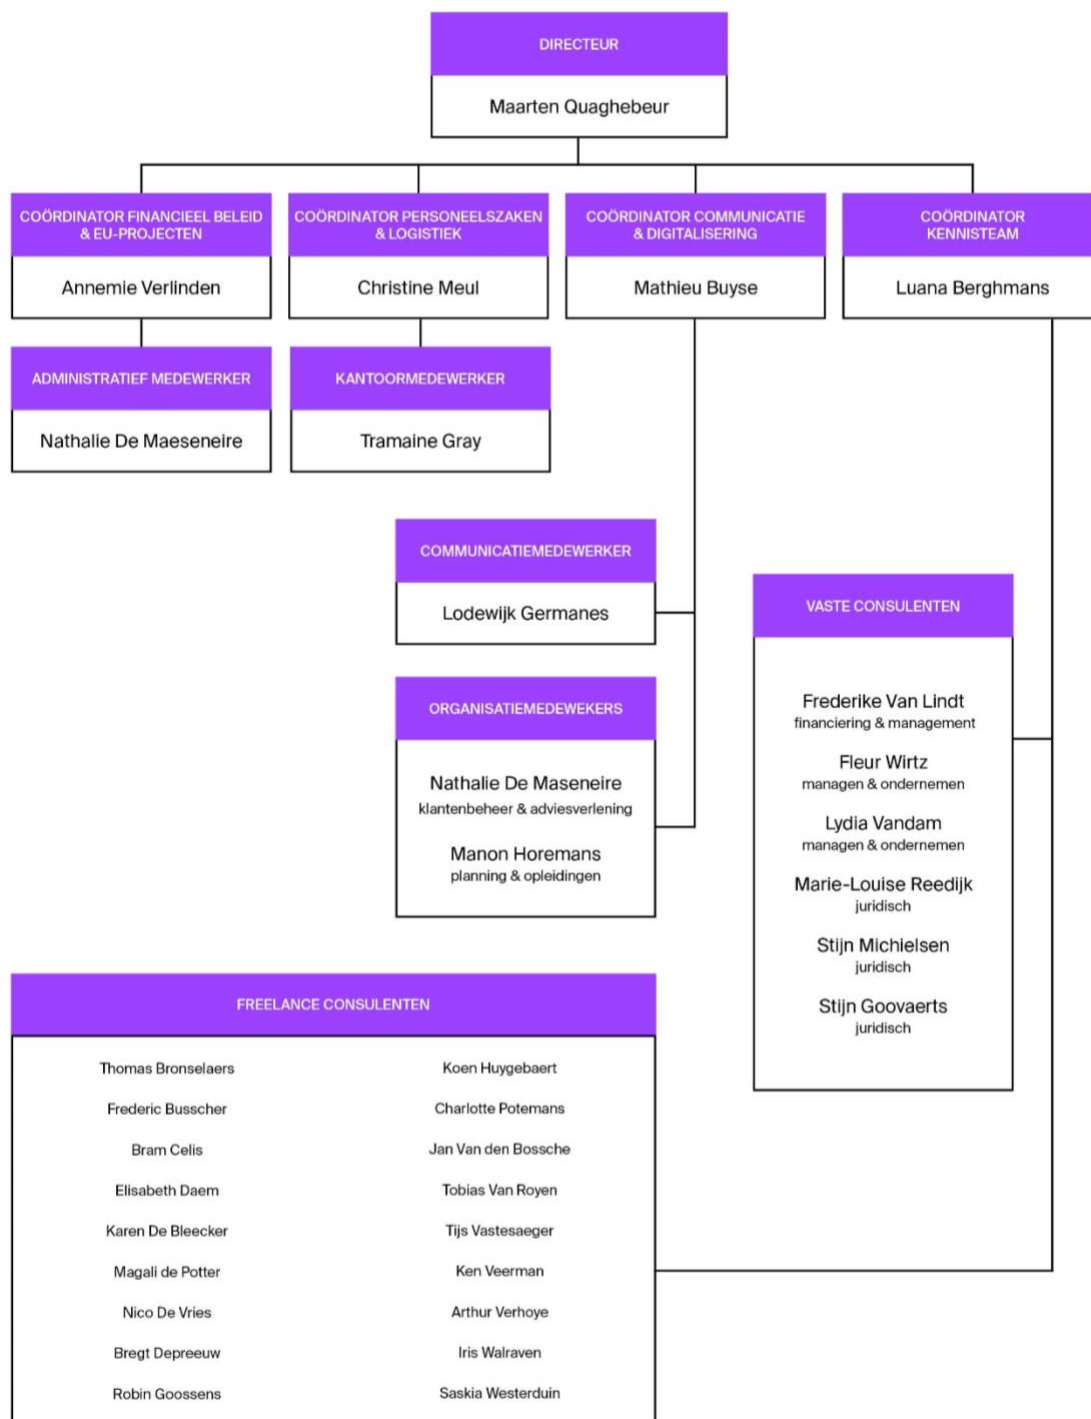 DIRECTEUR
Maarten Quaghebeur
COÖRDINATOR FINANCIEEL BELEID
& EU-PROJECTEN
Annemie Verlinden
COÖRDINATOR PERSONEELSZAKEN
& LOGISTIEK
Christine Meul
COÖRDINATOR COMMUNICATIE
& DIGITALISERING
Mathieu Buyse
COÖRDINATOR
KENNISTEAM
Luana Berghmans
ADMINISTRATIEF MEDEWERKER
Nathalie De Maeseneire
KANTOORMEDEWERKER
Tramaine Gray
COMMUNICATIEMEDEWERKER
Lodewijk Germanes
ORGANISATIEMEDEWEKERS
Nathalie De Maseneire
klantenbeheer & adviesverlening
Manon Horemans
planning & opleidingen
VASTE CONSULENTEN
Frederike Van Lindt
financiering & management
Fleur Wirtz
managen & ondernemen
Lydia Vandam
managen & ondernemen
Marie-Louise Reedijk
juridisch
Stijn Michielsen
juridisch
Stijn Goovaerts
juridisch
FREELANCE CONSULENTEN
Thomas Bronselaers
Frederic Busscher
Bram Celis
Elisabeth Daem
Karen De Bleecker
Magali de Potter
Nico De Vries
Bregt Depreeuw
Robin Goossens
Koen Huygebaert
Charlotte Potemans
Jan Van den Bossche
Tobias Van Royen
Tijs Vastesaeger
Ken Veerman
Arthur Verhoye
Iris Walraven
Saskia Westerduin